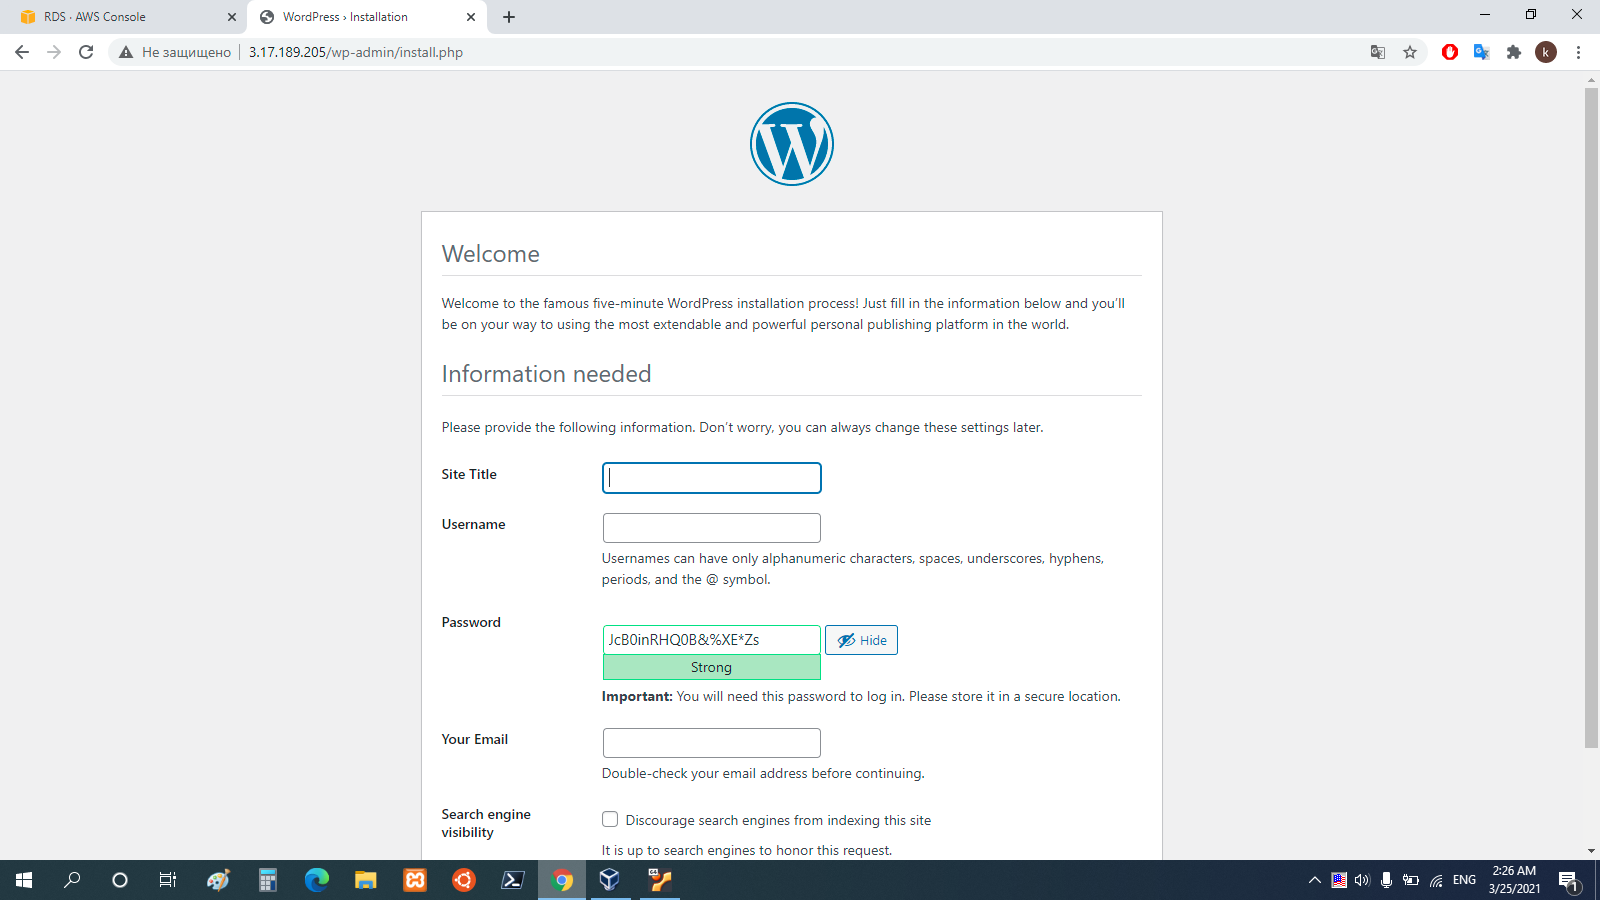 RDS · AWS Console
WordPress › Installation
Не защищено
3.17.189.205/wp-admin/install.php
k
Welcome
Welcome to the famous five-minute WordPress installation process! Just fill in the information below and you’ll
be on your way to using the most extendable and powerful personal publishing platform in the world.
Information needed
Please provide the following information. Don’t worry, you can always change these settings later.
Site Title
Username
Usernames can have only alphanumeric characters, spaces, underscores, hyphens,
periods, and the @ symbol.
Password
JcB0inRHQ0B&%XE*Zs
Hide
Strong
Important: You will need this password to log in. Please store it in a secure location.
Your Email
Double-check your email address before continuing.
Search engine
visibility
Discourage search engines from indexing this site
It is up to search engines to honor this request.
64
ENG
2:26 AM
3/25/2021
1